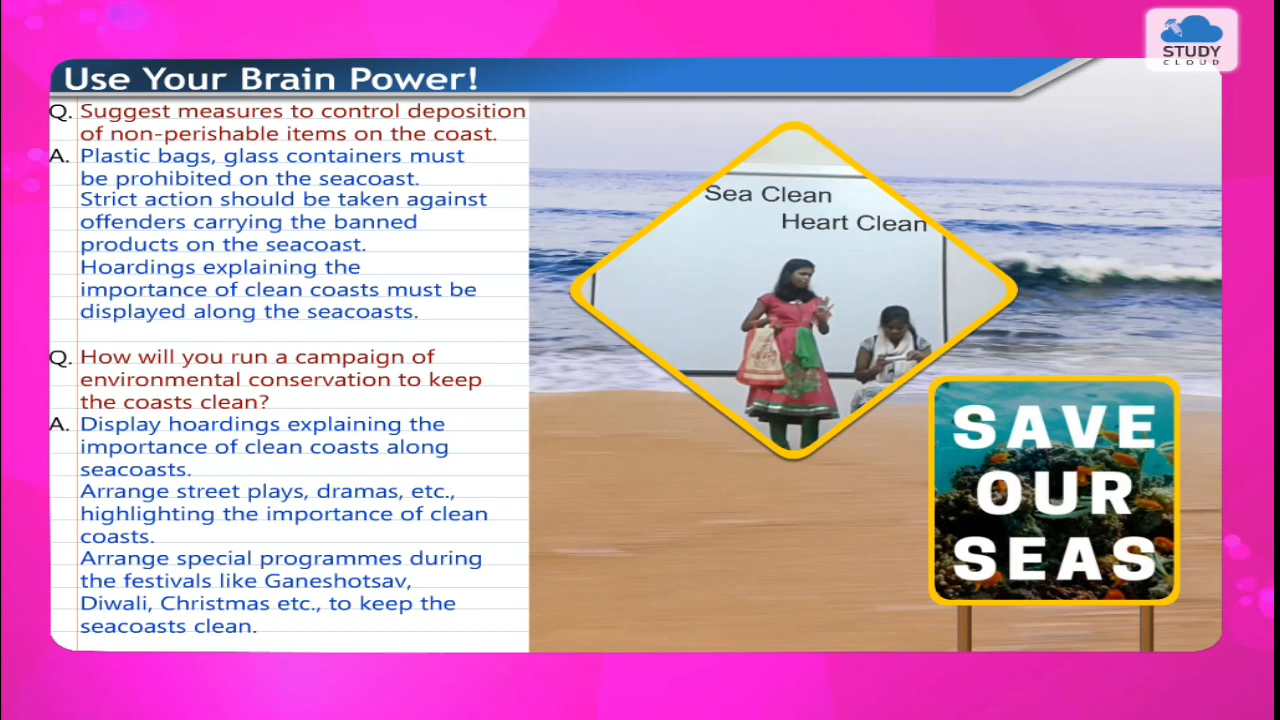 STUDY
CLOUD
Use Your Brain Power!
Q. Suggest measures to control deposition
of non-perishable items on the coast.
A. Plastic bags, glass containers must
be prohibited on the seacoast.
Strict action should be taken against
offenders carrying the banned
products on the seacoast.
Hoardings explaining the
importance of clean coasts must be
displayed along the seacoasts.
Q. How will you run a campaign of
environmental conservation to keep
the coasts clean?
A. Display hoardings explaining the
importance of clean coasts along
seacoasts.
Arrange street plays, dramas, etc.,
highlighting the importance of clean
coasts.
Arrange special programmes during
the festivals like Ganeshotsav,
Diwali, Christmas etc., to keep the
seacoasts clean.
Sea Clean
Heart Clean
SAVE
OUR
SEAS